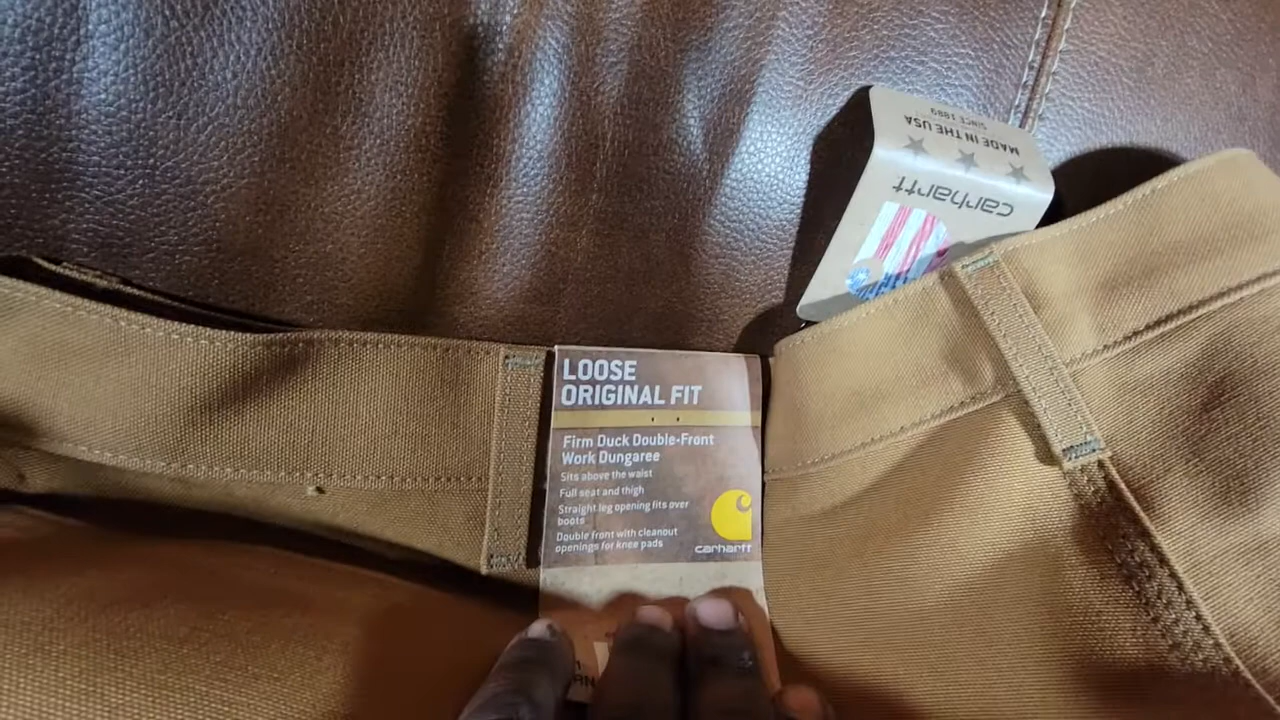 LOOSE
ORIGINAL FIT
Firm Duck Double-Front
Work Dungaree
Sits above the waist
Full seat and thigh
Straight leg opening fits over
boots
Double front with cleanout
openings for knee pads
carhartt
SINCE 1889
MADE IN THE USA
carhartt